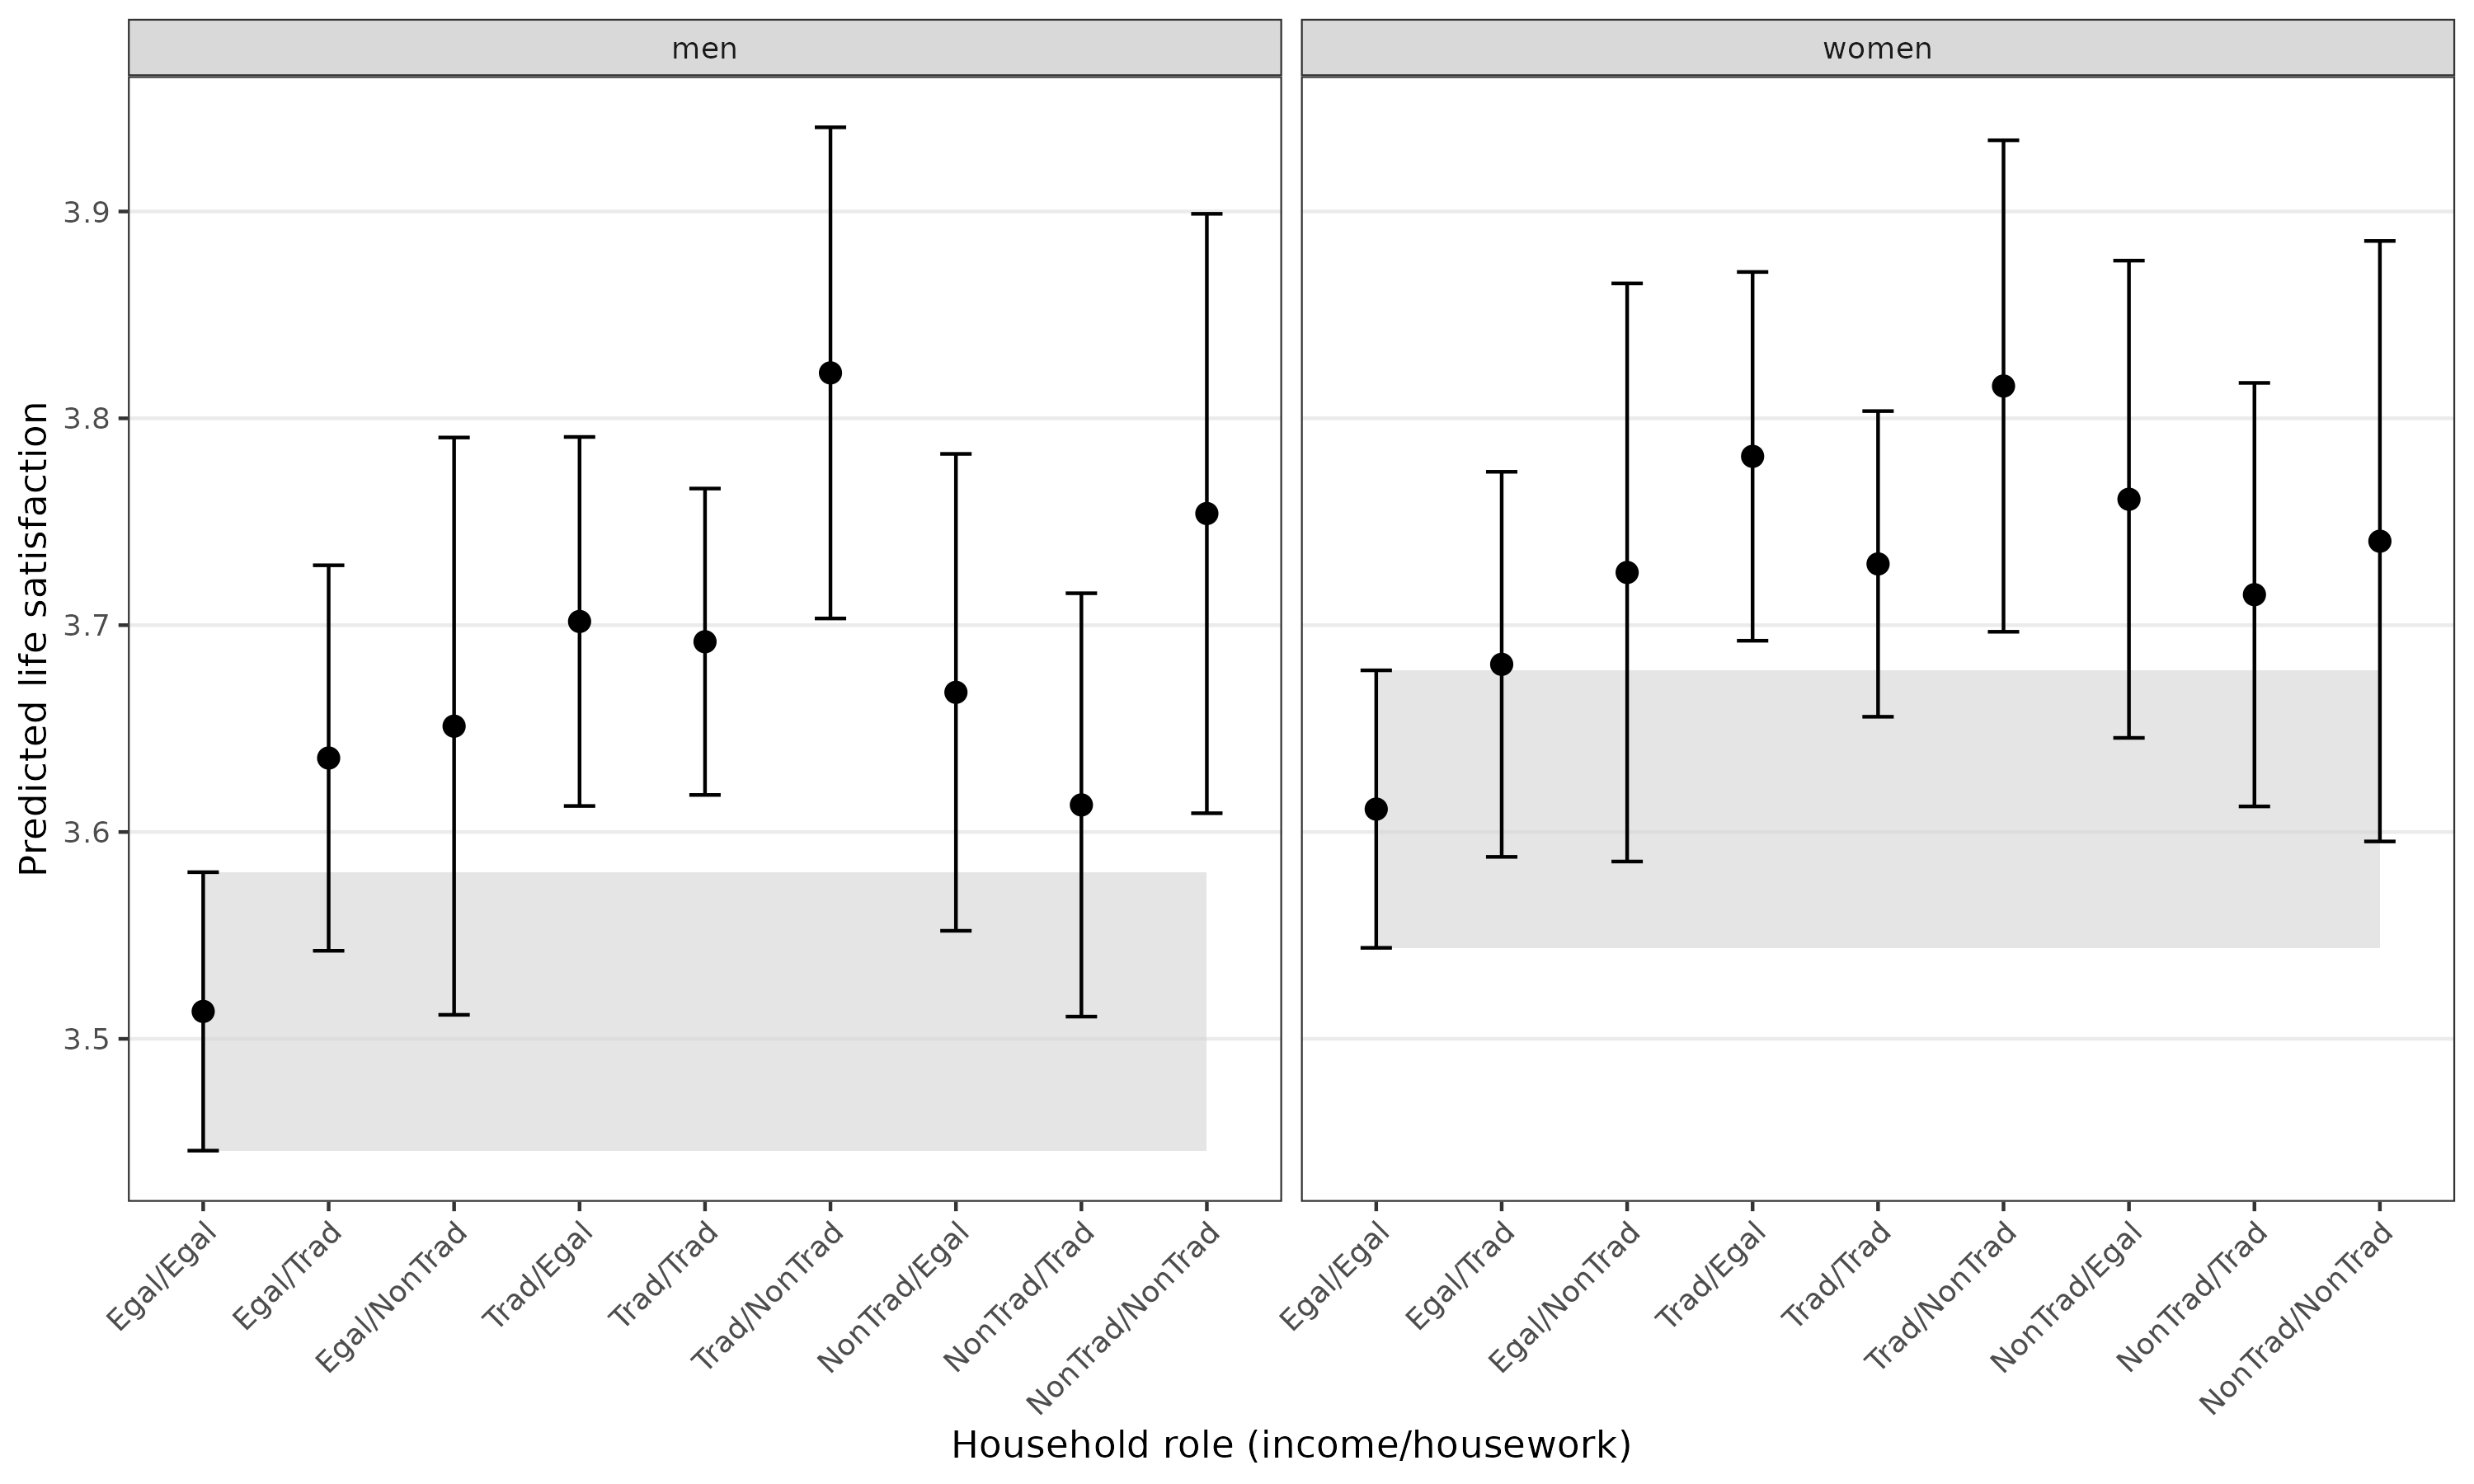 men
women
Predicted life satisfaction
3.9
3.8
3.7
3.6
3.5
Egal/Egal
Egal/Trad
Egal/NonTrad
Trad/Egal
Trad/Trad
Trad/NonTrad
NonTrad/Egal
NonTrad/Trad
NonTrad/NonTrad
Egal/Egal
Egal/Trad
Egal/NonTrad
Trad/Egal
Trad/Trad
Trad/NonTrad
NonTrad/Egal
NonTrad/Trad
NonTrad/NonTrad
Household role (income/housework)